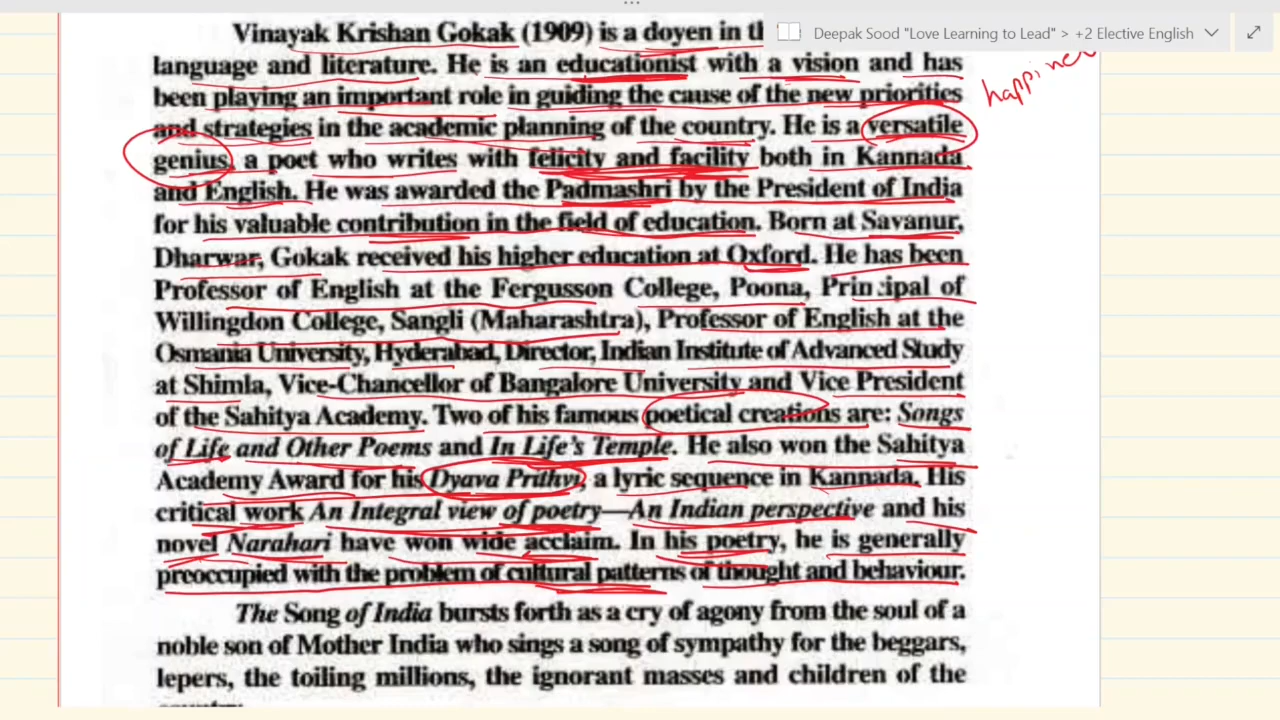 Deepak Sood "Love Learning to Lead" > +2 Elective English
Vinayak Krishan Gokak (1909) is a doyen in
language and literature. He is an educationist with a vision and has
been playing an important role in guiding the cause of the new priorities
and strategies in the academic planning of the country. He is a versatile
genius, a poet who writes with felicity and facility both in Kannada
and English. He was awarded the Padmashri by the President of India
for his valuable contribution in the field of education. Born at Savanur,
Dharwar, Gokak received his higher education at Oxford. He has been
Professor of English at the Fergusson College, Poona, Principal of
Willingdon College, Sangli (Maharashtra), Professor of English at the
Osmania University, Hyderabad, Director, Indian Institute of Advanced Study
at Shimla, Vice-Chancellor of Bangalore University and Vice President
of the Sahitya Academy. Two of his famous poetical creations are: Songs
of Life and Other Poems and In Life's Temple. He also won the Sahitya
Academy Award for his Dyava Prithvi, a lyric sequence in Kannada. His
critical work An Integral view of poetry—An Indian perspective and his
novel Narahari have won wide acclaim. In his poetry, he is generally
preoccupied with the problem of cultural patterns of thought and behaviour.
The Song of India bursts forth as a cry of agony from the soul of a
noble son of Mother India who sings a song of sympathy for the beggars,
lepers, the toiling millions, the ignorant masses and children of the